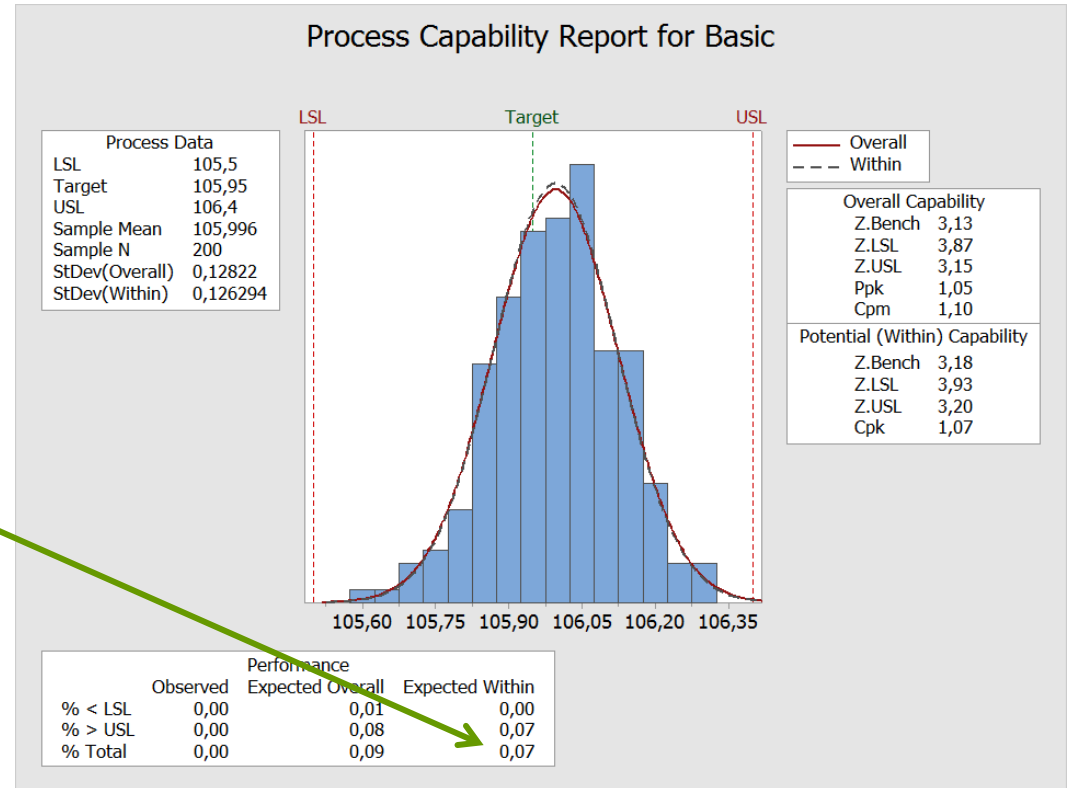 Process Capability Report for Basic
LSL
Target
USL
Process Data
LSL 105,5
Target 105,95
USL 106,4
Sample Mean 105,996
Sample N 200
StDev(Overall) 0,12822
StDev(Within) 0,126294
Overall
Within
Overall Capability
Z.Bench 3,13
Z.LSL 3,87
Z.USL 3,15
Ppk 1,05
Cpm 1,10
Potential (Within) Capability
Z.Bench 3,18
Z.LSL 3,93
Z.USL 3,20
Cpk 1,07
105,60 105,75 105,90 106,05 106,20 106,35
Performance
Observed Expected Overall Expected Within
% < LSL 0,00 0,01 0,00
% > USL 0,00 0,08 0,07
% Total 0,00 0,09 0,07